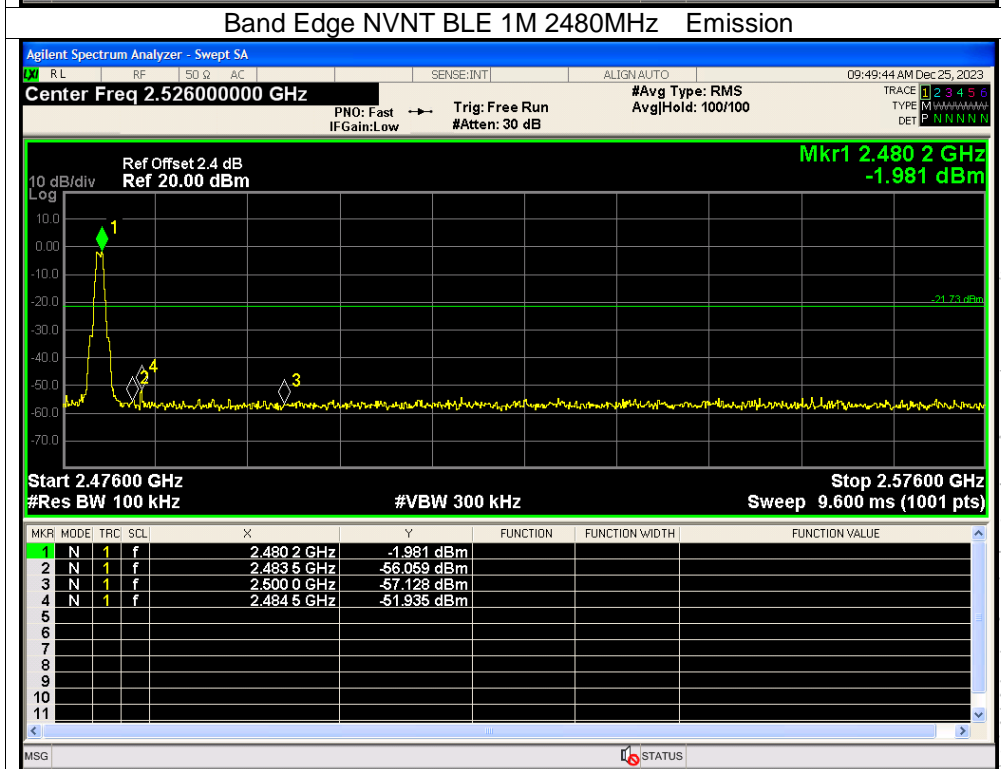 Band Edge NVNT BLE 1M 2480MHz Emission
Agilent Spectrum Analyzer - Swept SA
LXI RL RF 50 Ω AC SENSE:INT ALIGN AUTO 09:49:44 AM Dec 25, 2023
Center Freq 2.526000000 GHz #Avg Type: RMS TRACE 1 2 3 4 5 6
PNO: Fast Trig: Free Run Avg|Hold: 100/100 TYPE M
IFGain:Low #Atten: 30 dB DET P N N N N N
Mkr1 2.480 2 GHz
Ref Offset 2.4 dB -1.981 dBm
10 dB/div Ref 20.00 dBm
Log
10.0
1
0.00
-10.0
-20.0 -21.73 dBm
-30.0
-40.0
4
2 3
-50.0
-60.0
-70.0
Start 2.47600 GHz Stop 2.57600 GHz
#Res BW 100 kHz #VBW 300 kHz Sweep 9.600 ms (1001 pts)
MKR MODE TRC SCL X Y FUNCTION FUNCTION WIDTH FUNCTION VALUE
1 N 1 f 2.480 2 GHz -1.981 dBm
2 N 1 f 2.483 5 GHz -56.059 dBm
3 N 1 f 2.500 0 GHz -57.128 dBm
4 N 1 f 2.484 5 GHz -51.935 dBm
5
6
7
8
9
10
11
MSG STATUS